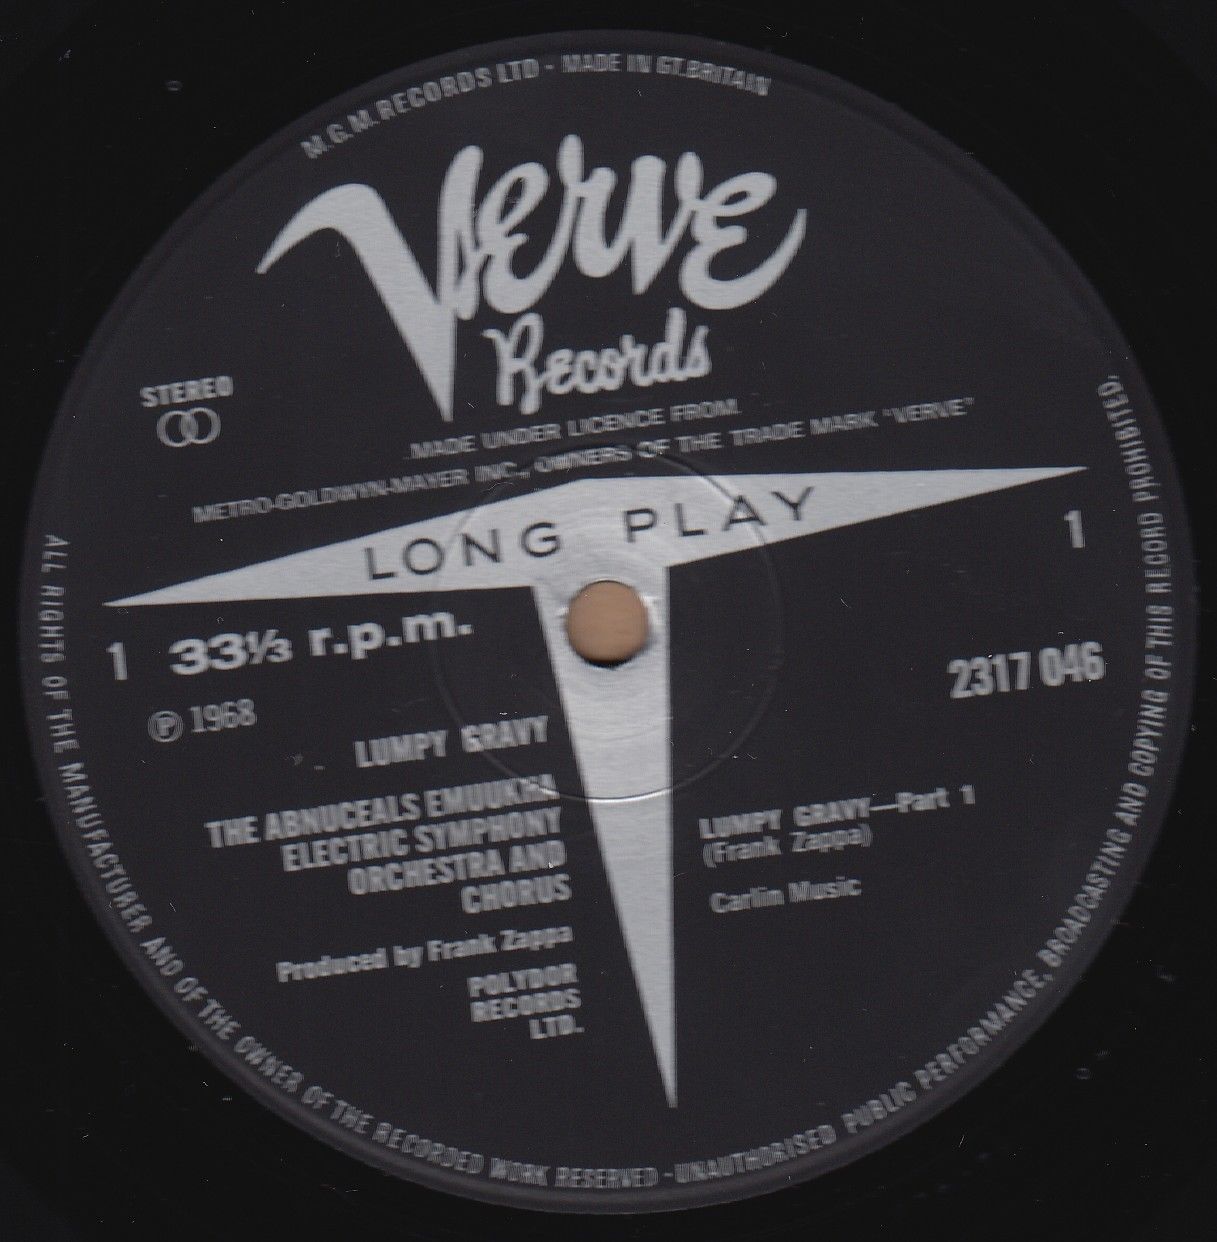 M.G.M. RECORDS LTD - MADE IN GT. BRITAIN
Verve
Records
STEREO
MADE UNDER LICENCE FROM
METRO-GOLDWYN-MAYER INC., OWNERS OF THE TRADE MARK "VERVE"
LONG PLAY
1
1 33⅓ r.p.m.
2317 046
℗ 1968
LUMPY GRAVY
THE ABNUCEALS EMUUKHA
ELECTRIC SYMPHONY
ORCHESTRA AND
CHORUS
Produced by Frank Zappa
POLYDOR
RECORDS
LTD.
LUMPY GRAVY—Part 1
(Frank Zappa)
Carlin Music
ALL RIGHTS OF THE MANUFACTURER AND OF THE OWNER OF THE RECORDED WORK RESERVED - UNAUTHORISED PUBLIC PERFORMANCE, BROADCASTING AND COPYING OF THIS RECORD PROHIBITED.